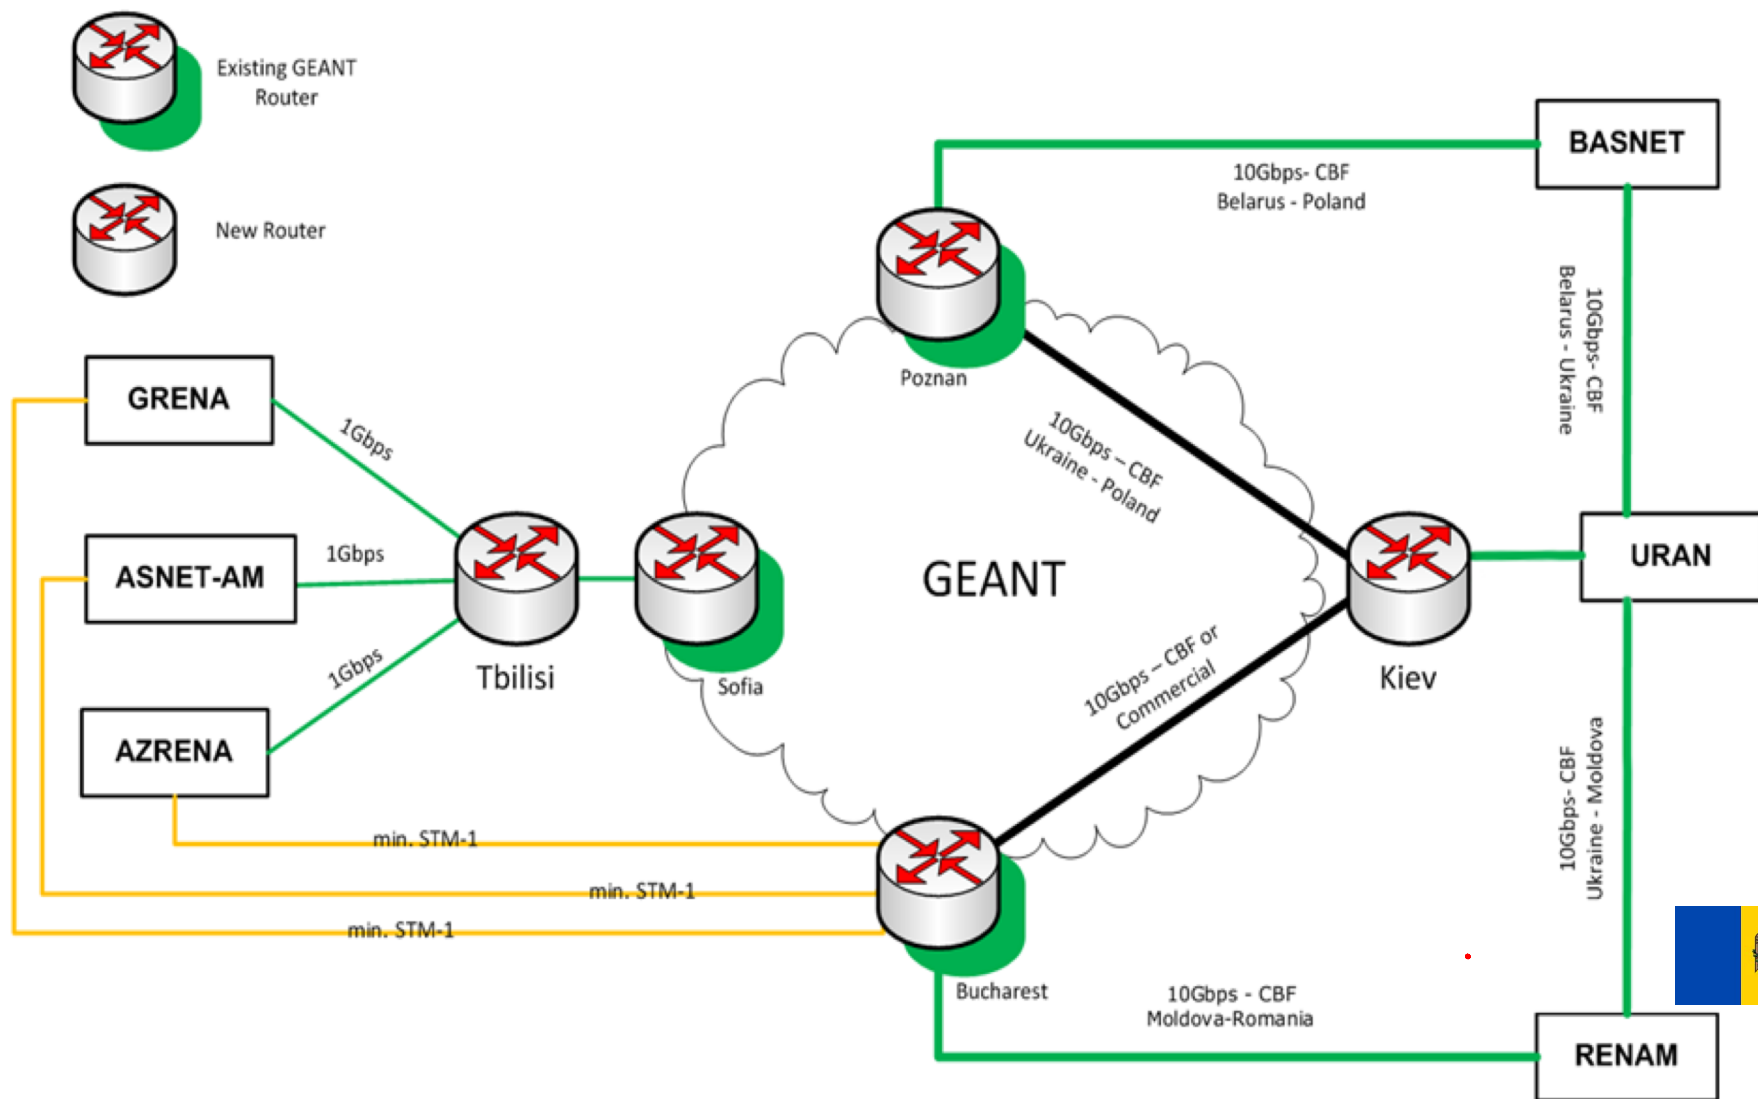 Existing GEANT
Router
New Router
BASNET
10Gbps- CBF
Belarus - Poland
Poznan
10Gbps- CBF
Belarus - Ukraine
GRENA
1Gbps
10Gbps – CBF
Ukraine - Poland
ASNET-AM
1Gbps
GEANT
URAN
Tbilisi
Sofia
Kiev
1Gbps
10Gbps – CBF or
Commercial
AZRENA
10Gbps- CBF
Ukraine - Moldova
min. STM-1
min. STM-1
min. STM-1
Bucharest
10Gbps - CBF
Moldova-Romania
RENAM